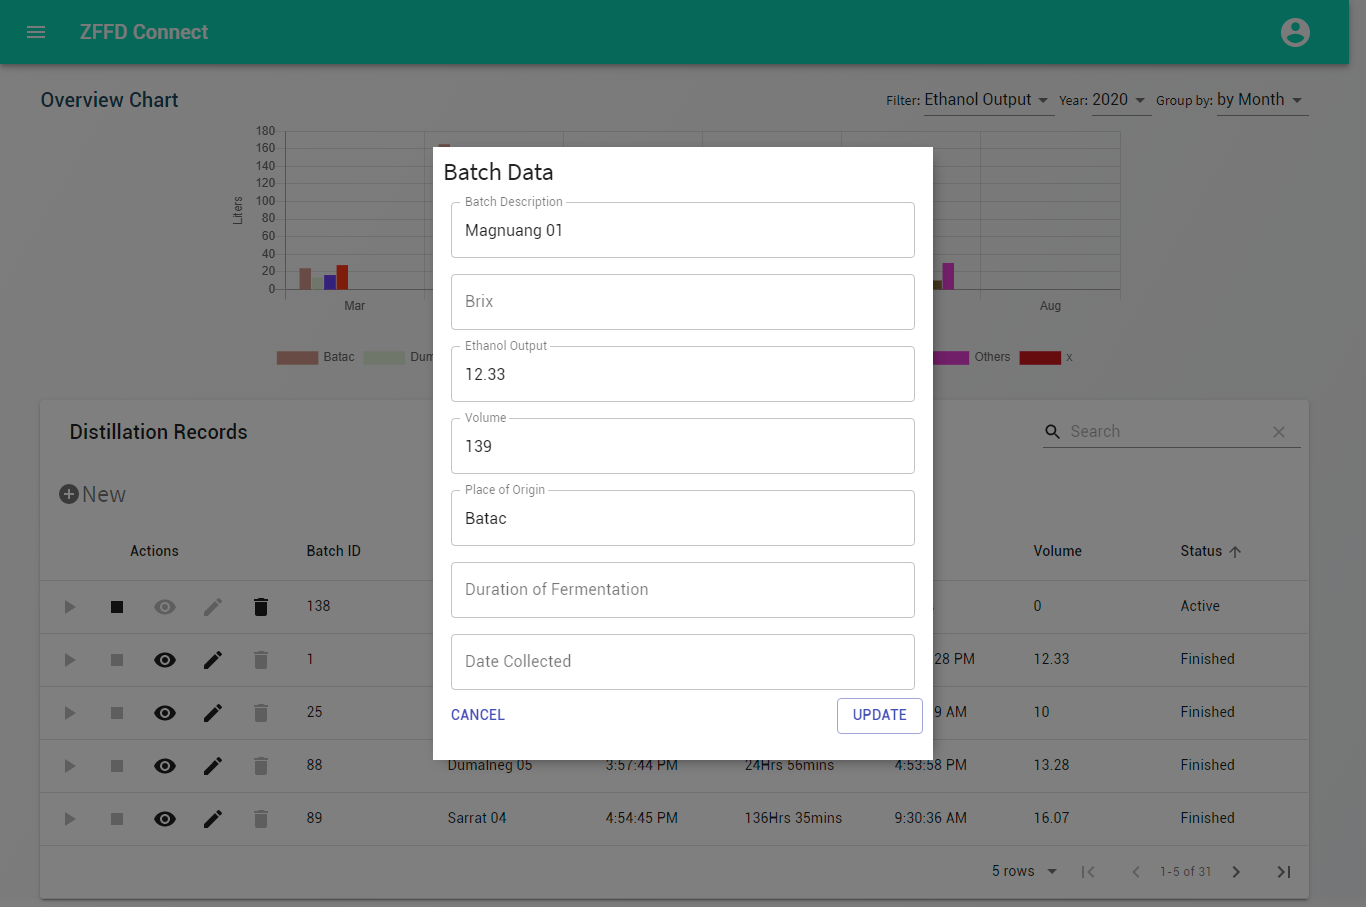 ZFFD Connect
Overview Chart
Filter: Ethanol Output Year: 2020 Group by: by Month
180
160
140
120
100
80
60
40
20
0
Liters
Mar Aug
Batac Dum Others x
Batch Data
Batch Description
Magnuang 01
Brix
Ethanol Output
12.33
Volume
139
Place of Origin
Batac
Duration of Fermentation
Date Collected
CANCEL UPDATE
Distillation Records
Search
New
Actions Batch ID Volume Status
138 0 Active
1 28 PM 12.33 Finished
25 9 AM 10 Finished
88 Dumalneg 05 3:57:44 PM 24Hrs 56mins 4:53:58 PM 13.28 Finished
89 Sarrat 04 4:54:45 PM 136Hrs 35mins 9:30:36 AM 16.07 Finished
5 rows 1-5 of 31